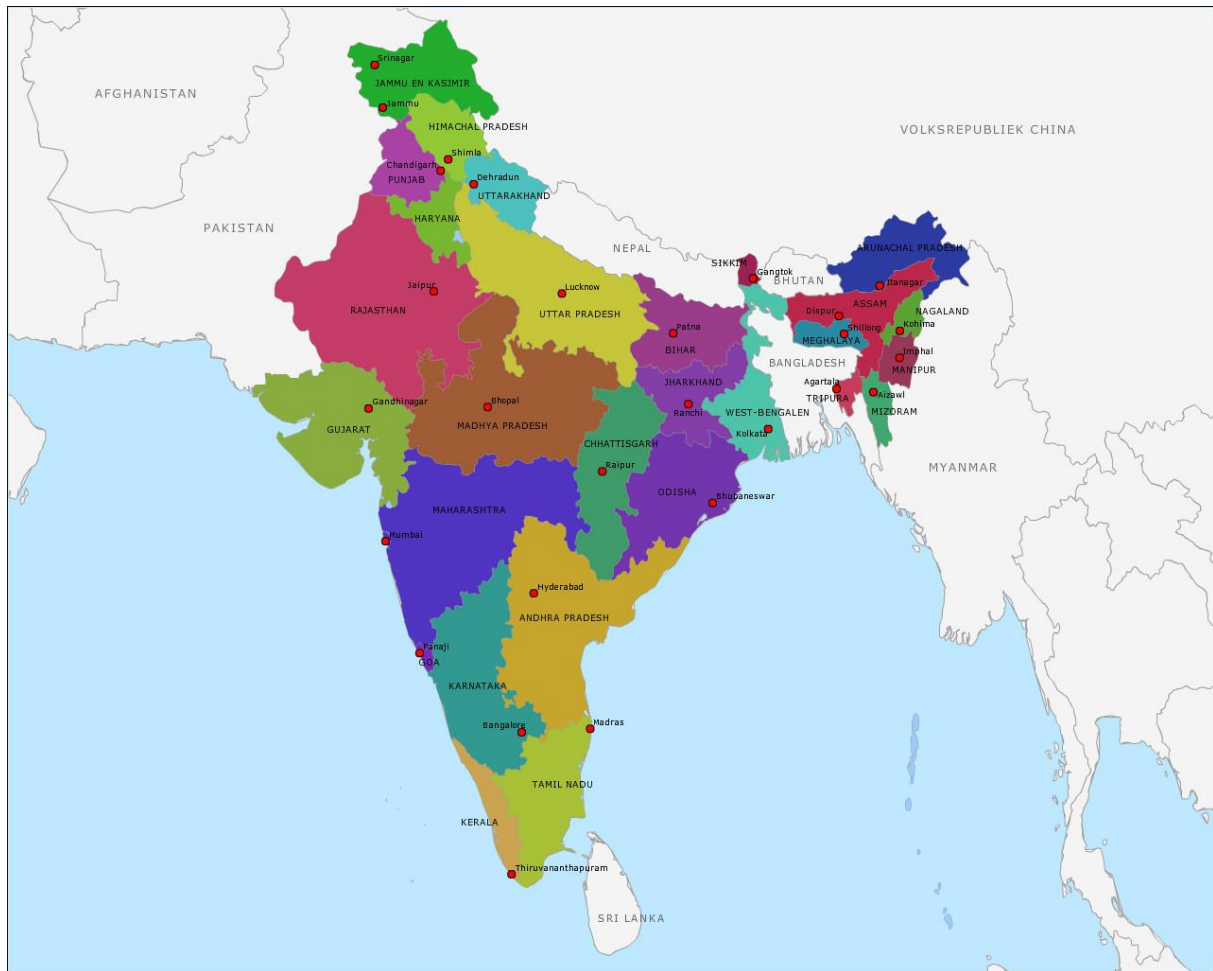 Srinagar
JAMMU EN KASJMIR
AFGHANISTAN
Jammu
HIMACHAL PRADESH
VOLKSREPUBLIEK CHINA
Shimla
Chandigarh
PUNJAB
Dehradun
UTTARAKHAND
HARYANA
PAKISTAN
NEPAL
ARUNACHAL PRADESH
SIKKIM
Gangtok
BHUTAN
Itanagar
Jaipur
Lucknow
ASSAM
RAJASTHAN
UTTAR PRADESH
Dispur
NAGALAND
Patna
Shillong
Kohima
MEGHALAYA
BIHAR
Imphal
BANGLADESH
MANIPUR
JHARKHAND
Agartala
Aizawl
TRIPURA
Gandhinagar
Bhopal
Ranchi
WEST-BENGALEN
MIZORAM
GUJARAT
MADHYA PRADESH
Kolkata
CHHATTISGARH
Raipur
MYANMAR
ODISHA
Bhubaneswar
MAHARASHTRA
Mumbai
Hyderabad
ANDHRA PRADESH
Panaji
GOA
KARNATAKA
Bangalore
Madras
TAMIL NADU
KERALA
Thiruvananthapuram
SRI LANKA